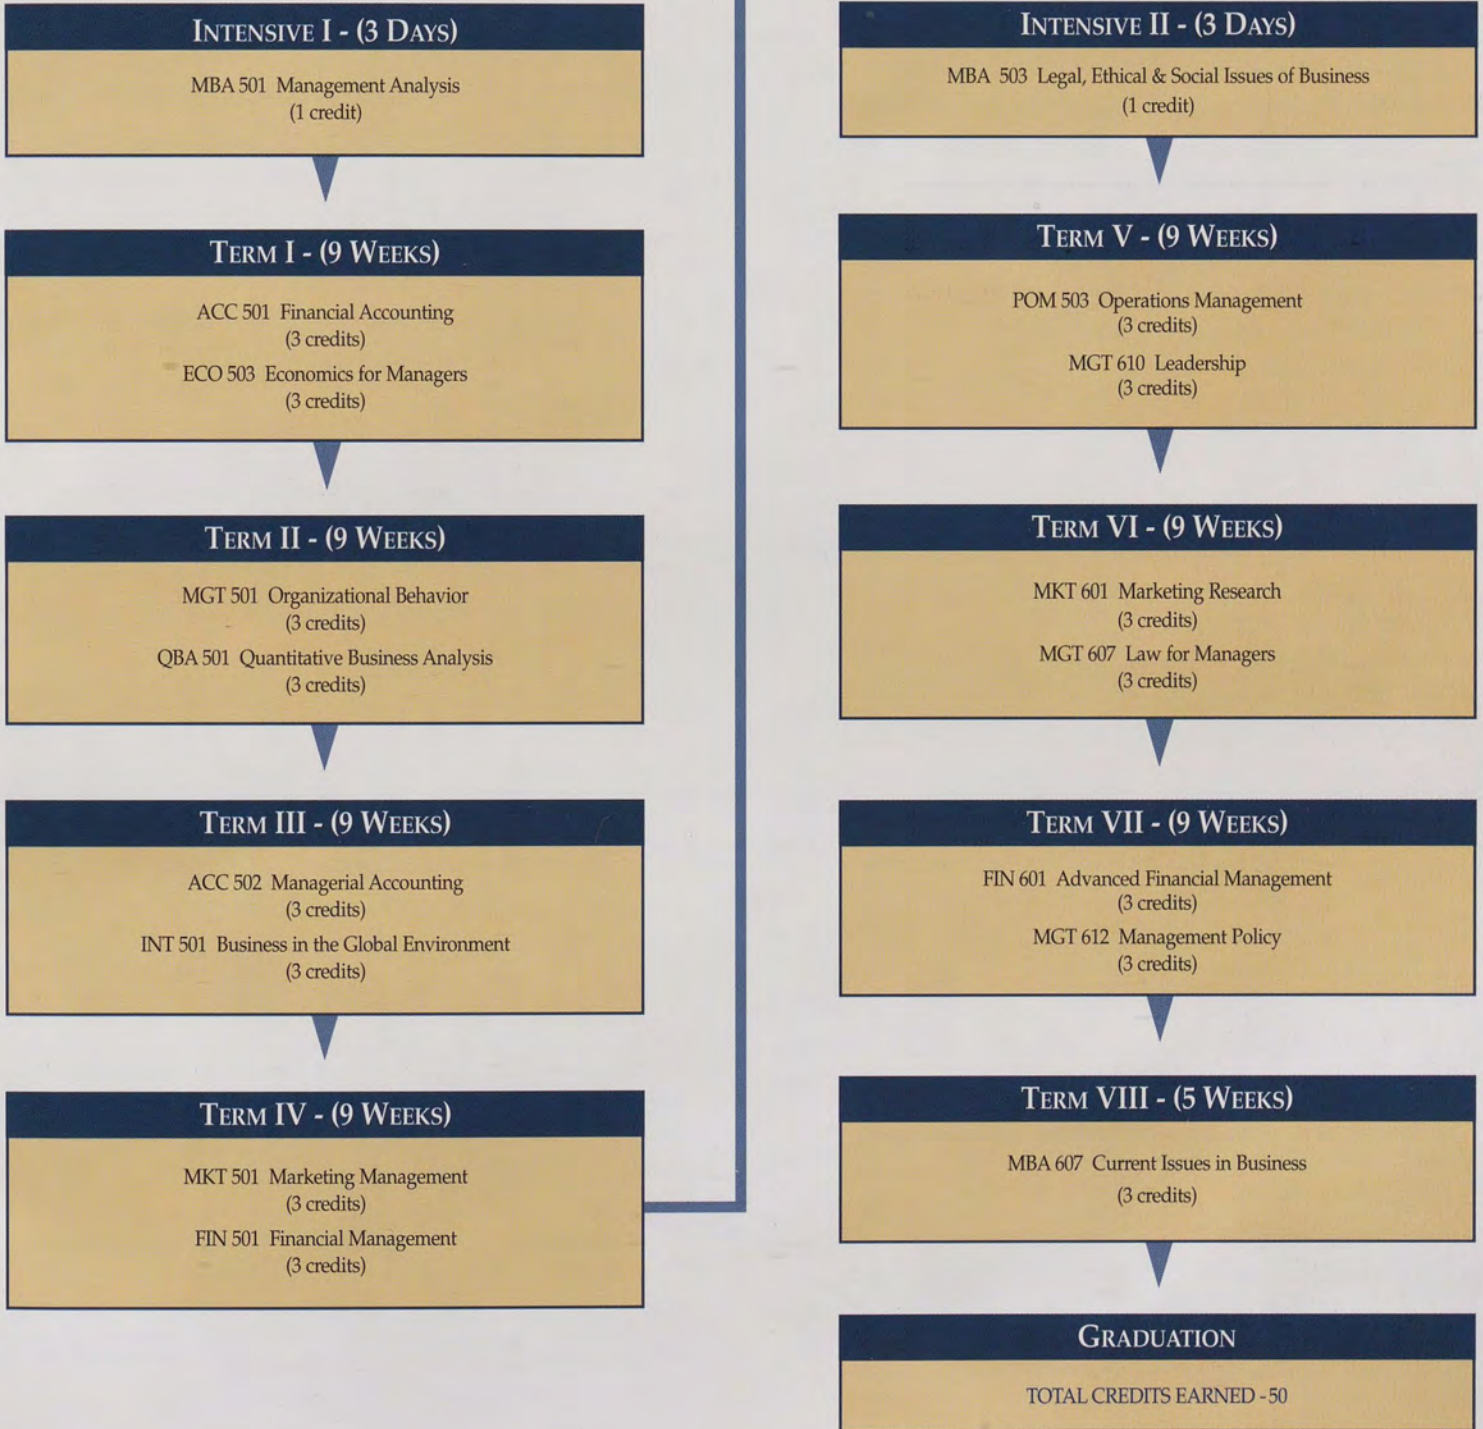 INTENSIVE I - (3 DAYS)
MBA 501 Management Analysis
(1 credit)
TERM I - (9 WEEKS)
ACC 501 Financial Accounting
(3 credits)
ECO 503 Economics for Managers
(3 credits)
TERM II - (9 WEEKS)
MGT 501 Organizational Behavior
(3 credits)
QBA 501 Quantitative Business Analysis
(3 credits)
TERM III - (9 WEEKS)
ACC 502 Managerial Accounting
(3 credits)
INT 501 Business in the Global Environment
(3 credits)
TERM IV - (9 WEEKS)
MKT 501 Marketing Management
(3 credits)
FIN 501 Financial Management
(3 credits)
INTENSIVE II - (3 DAYS)
MBA 503 Legal, Ethical & Social Issues of Business
(1 credit)
TERM V - (9 WEEKS)
POM 503 Operations Management
(3 credits)
MGT 610 Leadership
(3 credits)
TERM VI - (9 WEEKS)
MKT 601 Marketing Research
(3 credits)
MGT 607 Law for Managers
(3 credits)
TERM VII - (9 WEEKS)
FIN 601 Advanced Financial Management
(3 credits)
MGT 612 Management Policy
(3 credits)
TERM VIII - (5 WEEKS)
MBA 607 Current Issues in Business
(3 credits)
GRADUATION
TOTAL CREDITS EARNED - 50